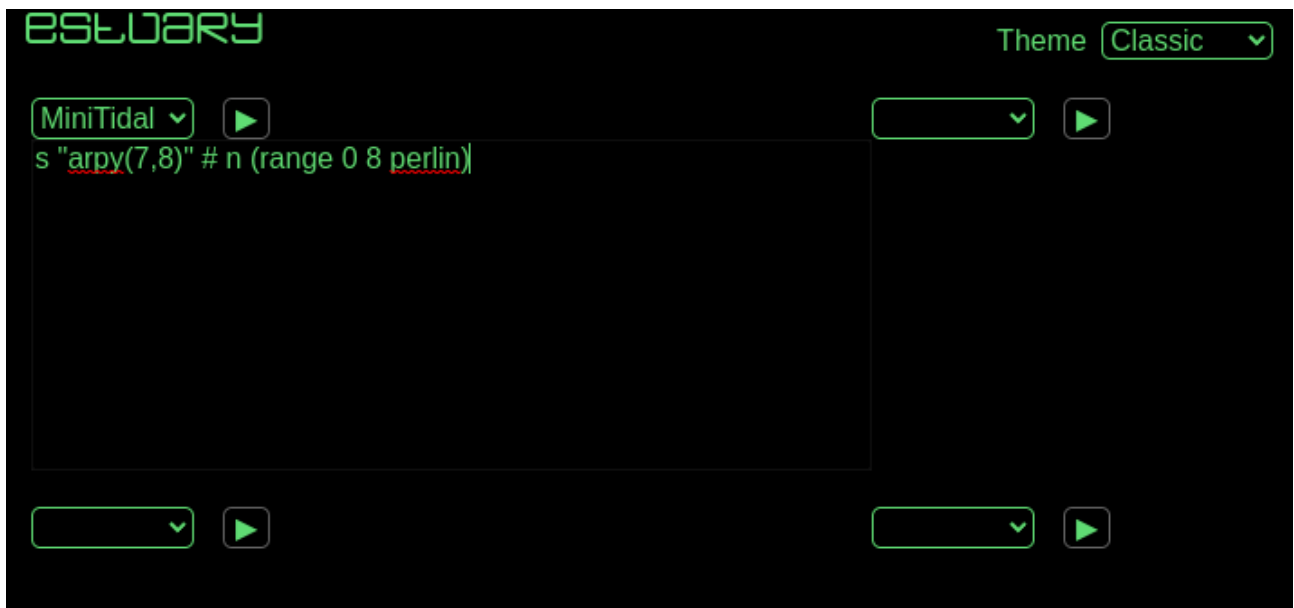 estuary
Theme Classic
MiniTidal
s "arpy(7,8)" # n (range 0 8 perlin)